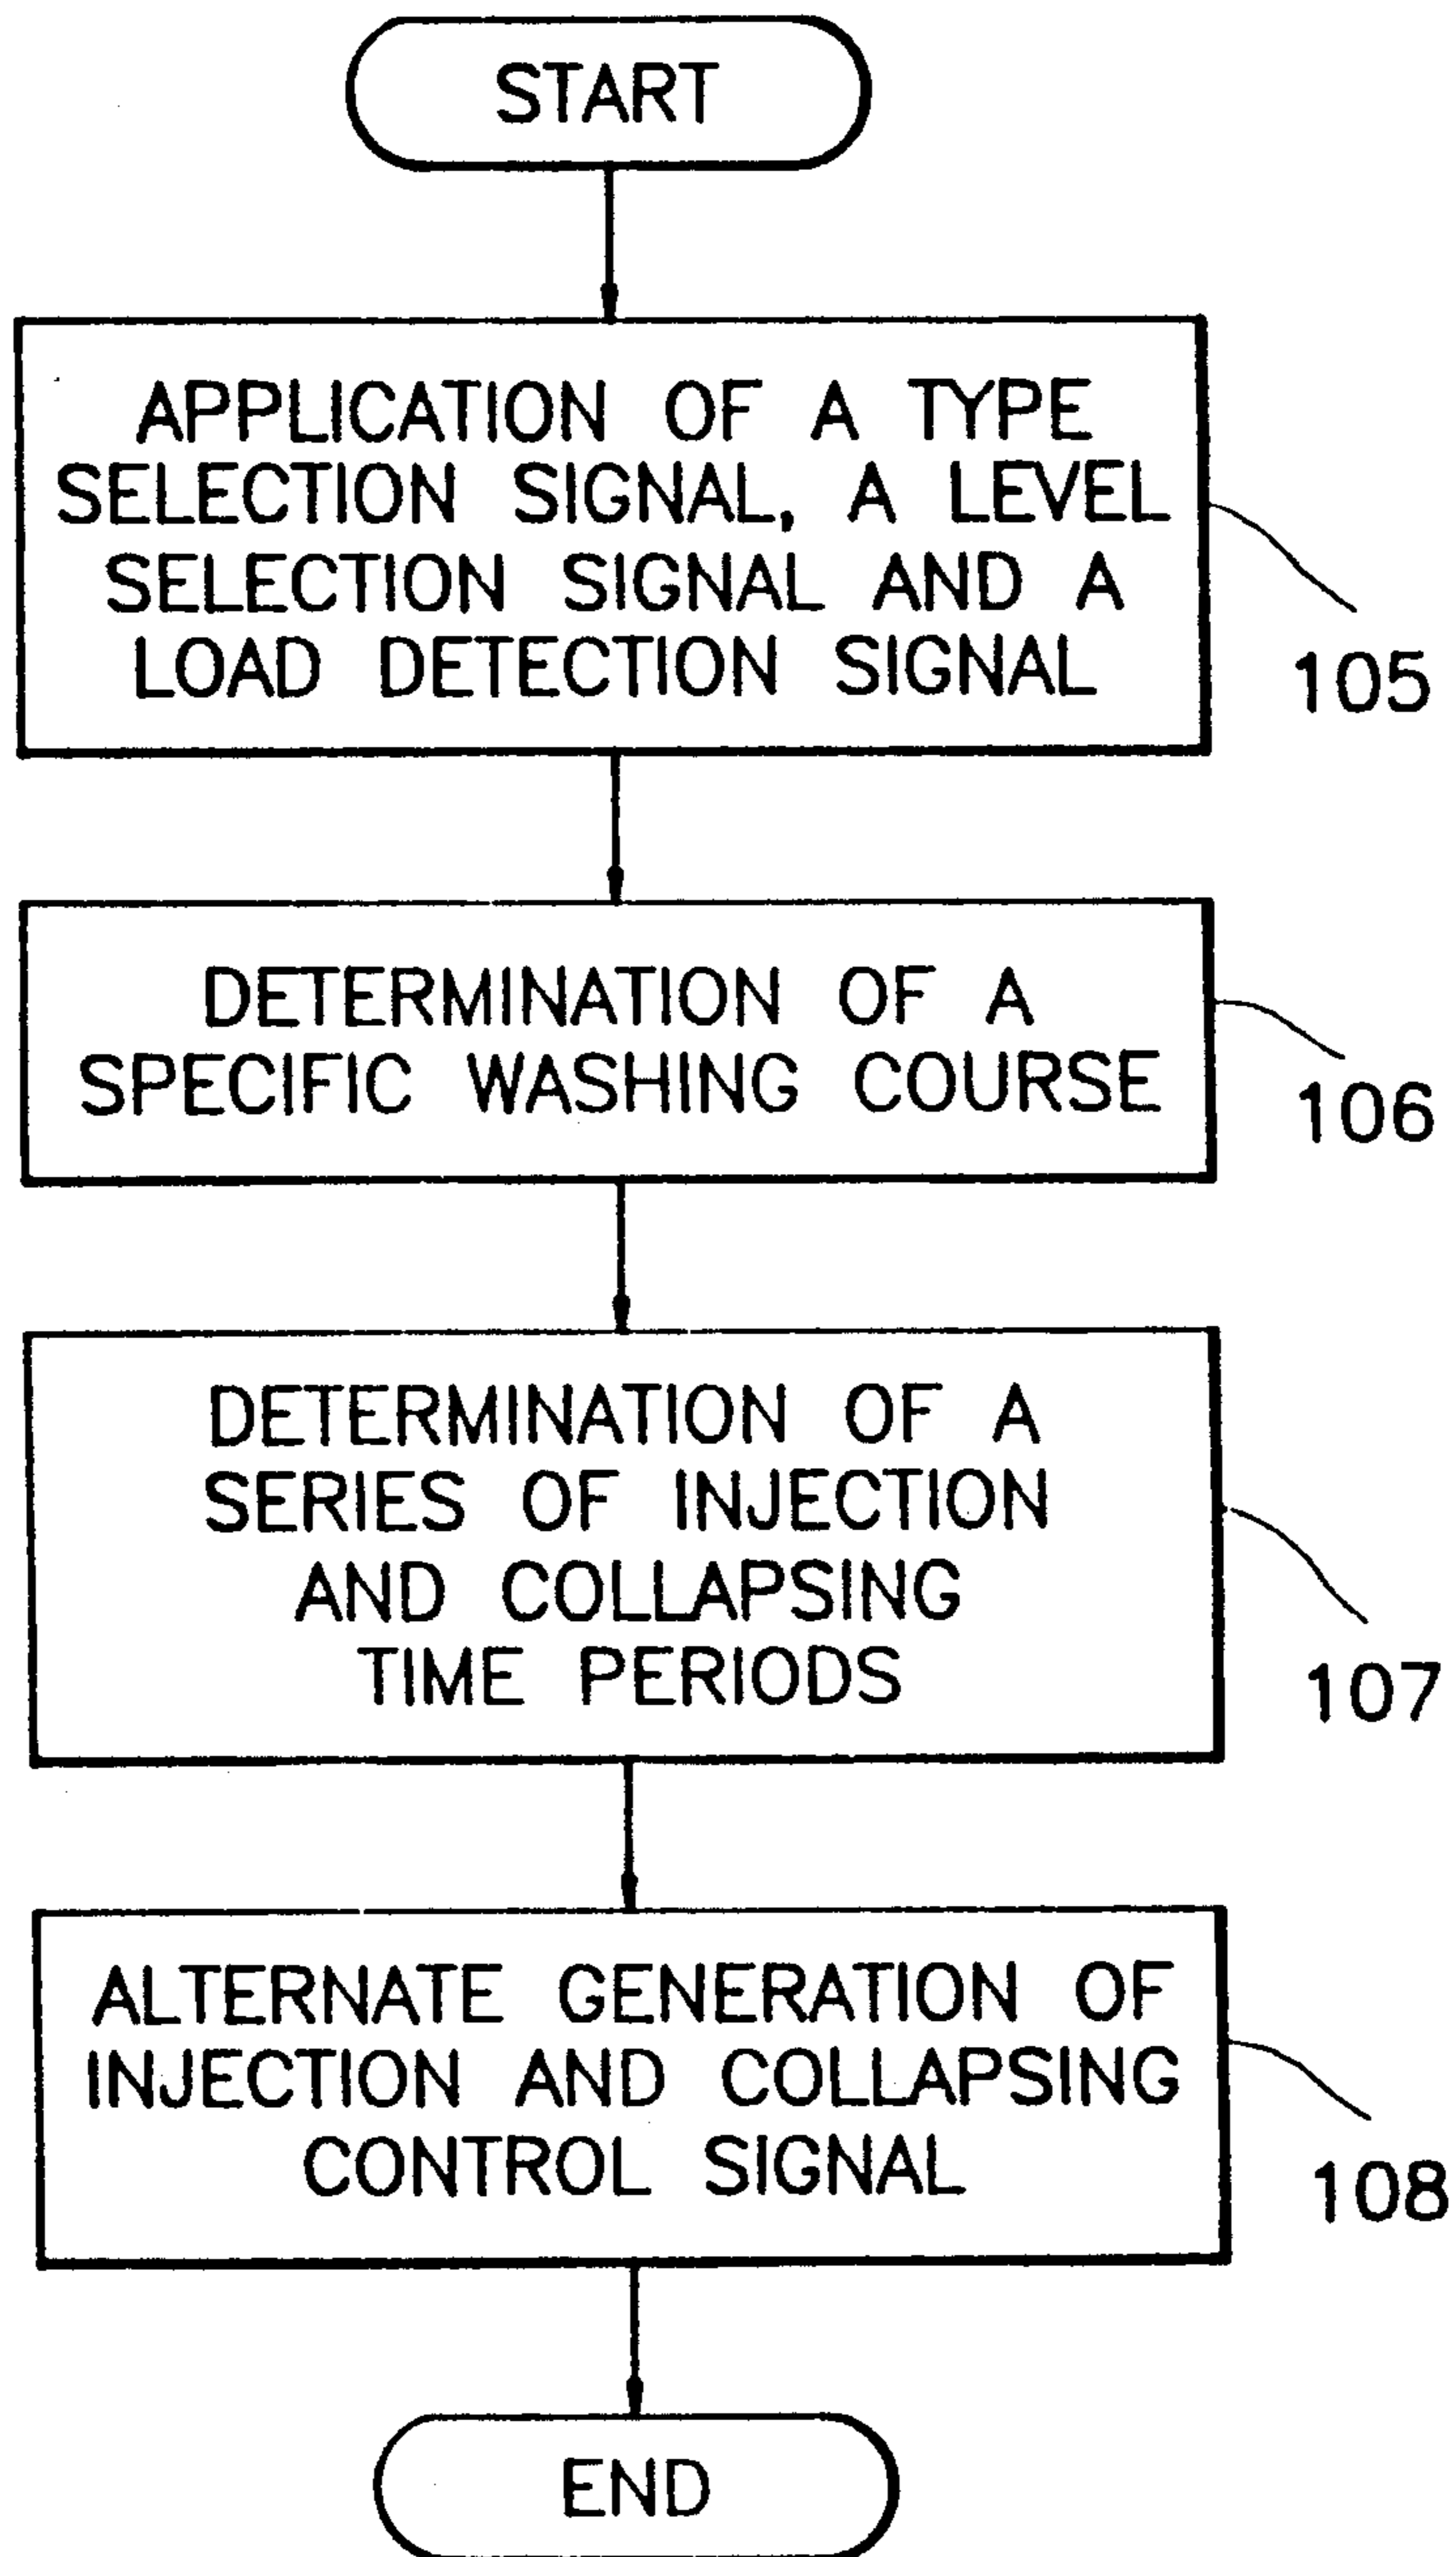 START
APPLICATION OF A TYPE
SELECTION SIGNAL, A LEVEL
SELECTION SIGNAL AND A
LOAD DETECTION SIGNAL
105
DETERMINATION OF A
SPECIFIC WASHING COURSE
106
DETERMINATION OF A
SERIES OF INJECTION
AND COLLAPSING
TIME PERIODS
107
ALTERNATE GENERATION OF
INJECTION AND COLLAPSING
CONTROL SIGNAL
108
END